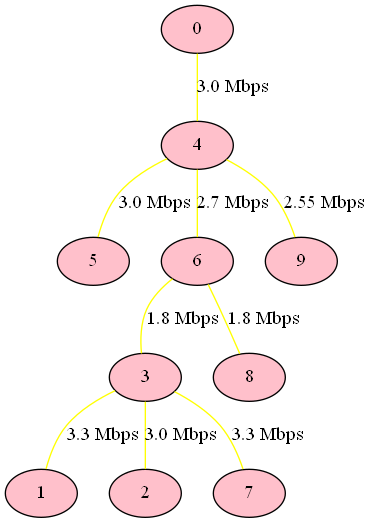 0
3.0 Mbps
4
3.0 Mbps 2.7 Mbps 2.55 Mbps
5 6 9
1.8 Mbps 1.8 Mbps
3 8
3.3 Mbps 3.0 Mbps 3.3 Mbps
1 2 7